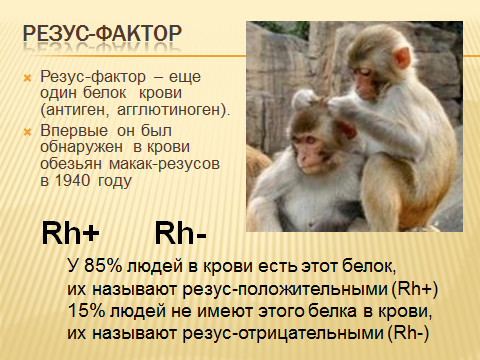 РЕЗУС-ФАКТОР
Резус-фактор – еще
один белок крови
(антиген, агглютиноген).
Впервые он был
обнаружен в крови
обезьян макак-резусов
в 1940 году
Rh+ Rh-
У 85% людей в крови есть этот белок,
их называют резус-положительными (Rh+)
15% людей не имеют этого белка в крови,
их называют резус-отрицательными (Rh-)